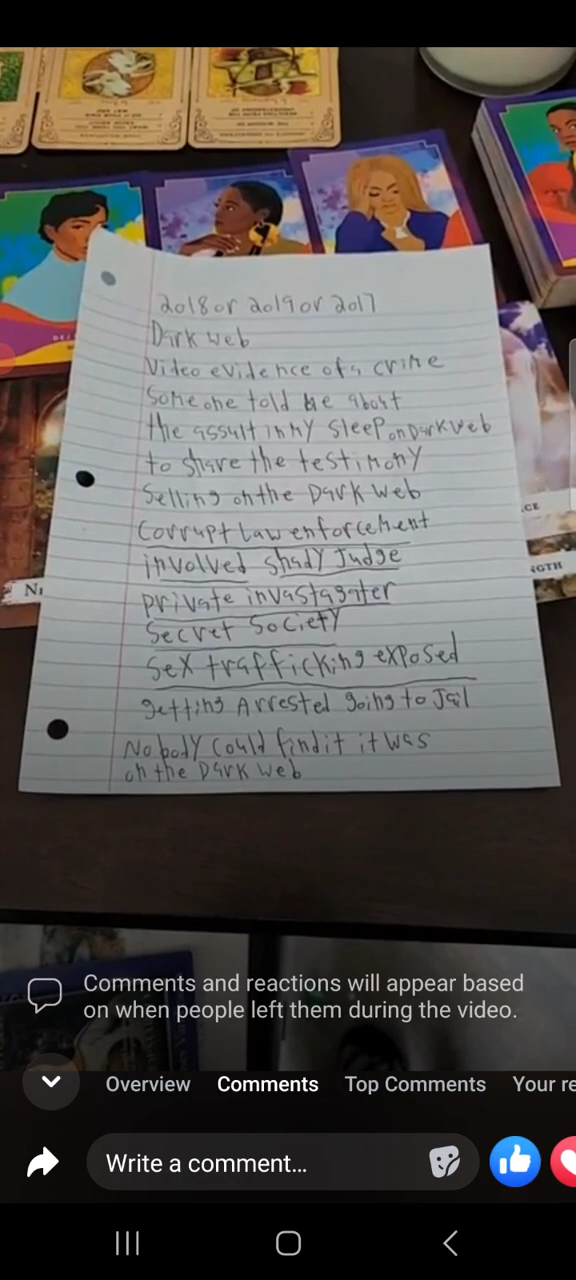 2018 or 2019 or 2017
Dark web
Video evidence of a crime
Someone told me about
the assult in my sleep on Dark web
to share the testimony
Selling on the Dark web
Corrupt law enforcement
involved shady Judge
private invastagater
Secret Society
Sex trafficking exposed
getting Arrested going to Jail
Nobody could find it it was
on the Dark web
CE
NGTH
N
Comments and reactions will appear based
on when people left them during the video.
Overview Comments Top Comments Your re
Write a comment...